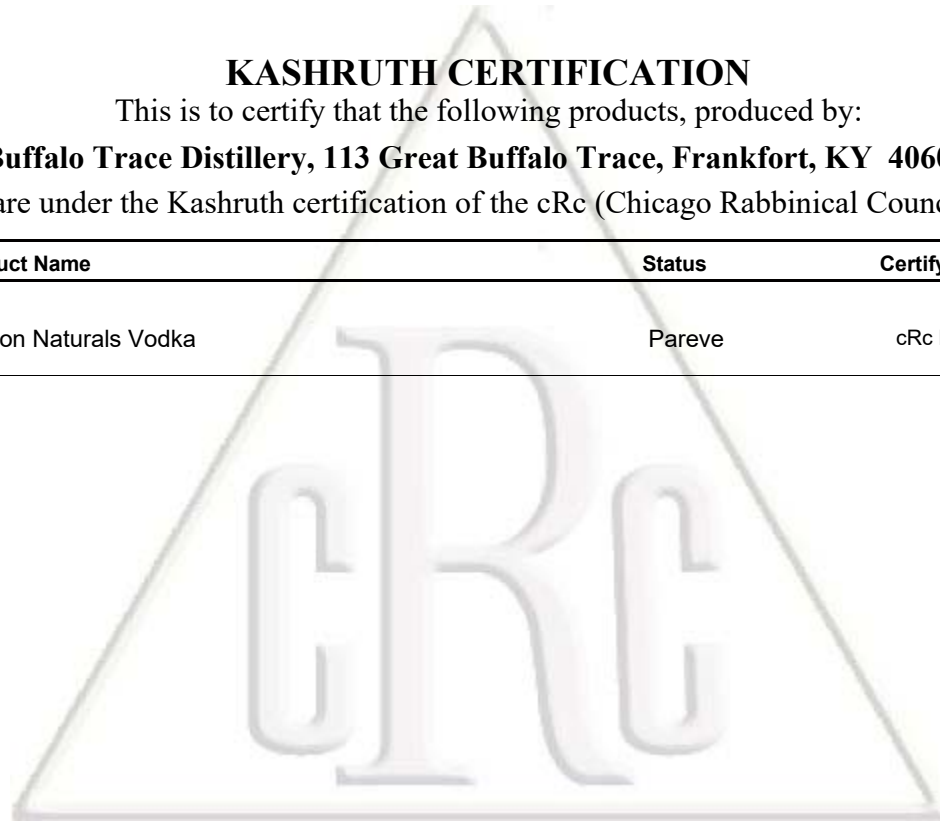 KASHRUTH CERTIFICATION
This is to certify that the following products, produced by:
Buffalo Trace Distillery, 113 Great Buffalo Trace, Frankfort, KY 4060
are under the Kashruth certification of the cRc (Chicago Rabbinical Counc
uct Name Status Certify
on Naturals Vodka Pareve cRc
cRc